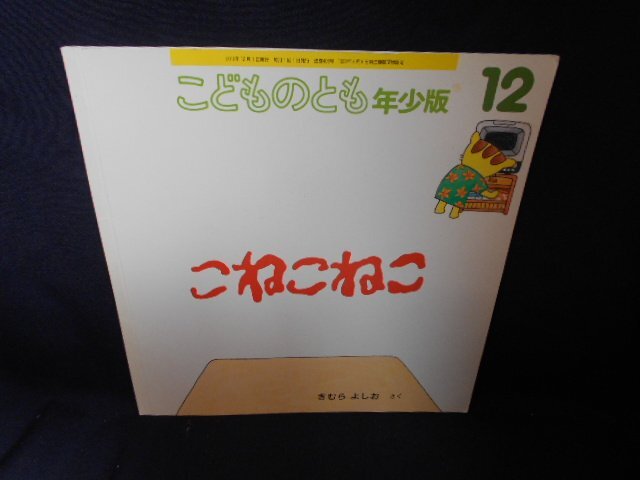 こどものとも 年少版 12
こねこねこ
きむら よしお さく